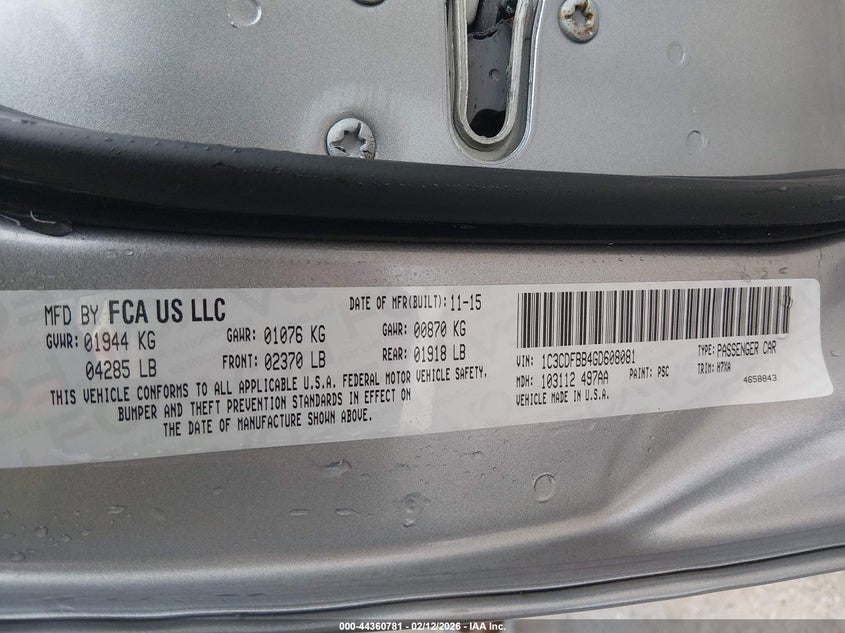 MFD BY FCA US LLC
DATE OF MFR(BUILT): 11-15
GVWR: 01944 KG
GAWR: 01076 KG
GAWR: 00870 KG
04285 LB
FRONT: 02370 LB
REAR: 01918 LB
THIS VEHICLE CONFORMS TO ALL APPLICABLE U.S.A. FEDERAL MOTOR VEHICLE SAFETY,
BUMPER AND THEFT PREVENTION STANDARDS IN EFFECT ON
THE DATE OF MANUFACTURE SHOWN ABOVE.
VIN: 1C3CDFBB4GD608081
TYPE: PASSENGER CAR
MDH: 103112 497AA
PAINT: PSC
TRIM: H7XA
VEHICLE MADE IN U.S.A.
4658843
000-44360781 - 02/12/2026 - IAA Inc.